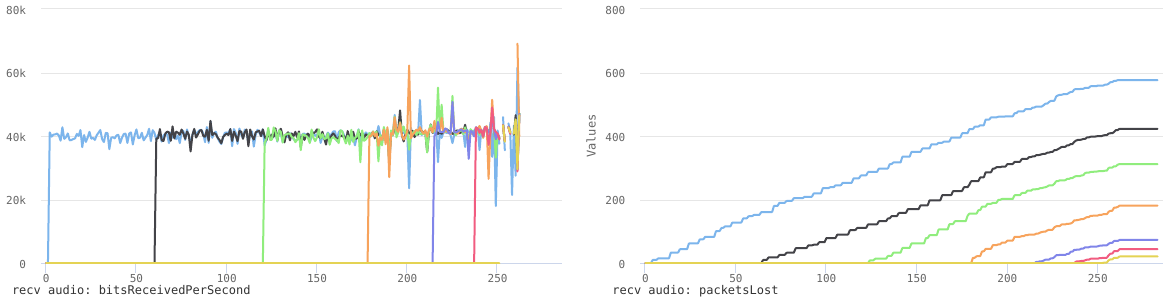 80k
60k
40k
20k
0
0 50 100 150 200 250
recv audio: bitsReceivedPerSecond
800
600
400
200
0
Values
0 50 100 150 200 250
recv audio: packetsLost